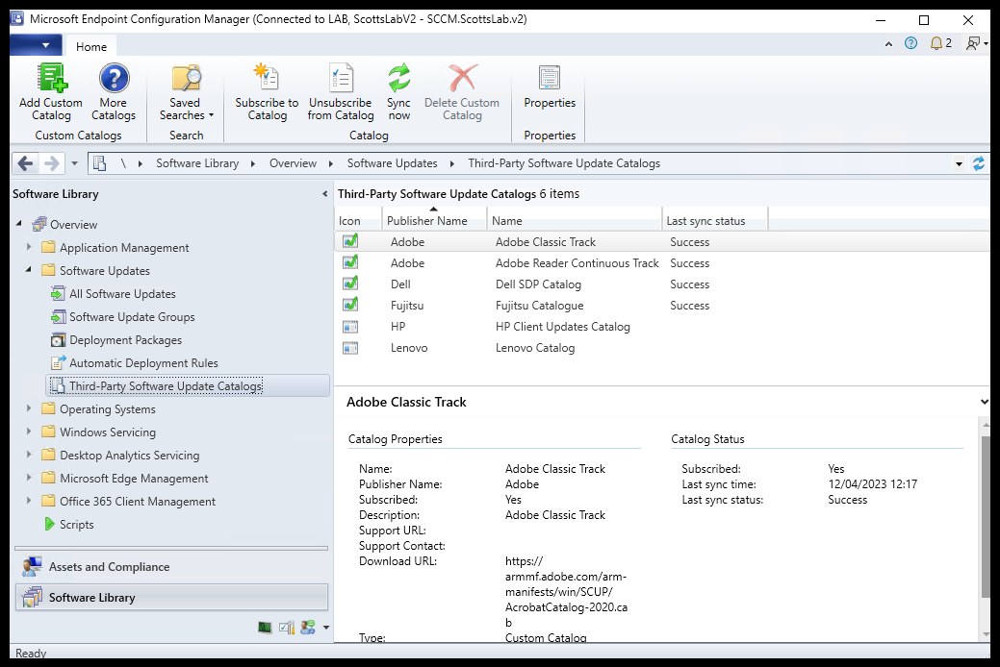 Microsoft Endpoint Configuration Manager (Connected to LAB, ScottsLabV2 - SCCM.ScottsLab.v2)
Home
2
Add Custom Catalog
More Catalogs
Saved Searches
Subscribe to Catalog
Unsubscribe from Catalog
Sync now
Delete Custom Catalog
Properties
Custom Catalogs
Search
Catalog
Properties
\ Software Library Overview Software Updates Third-Party Software Update Catalogs
Software Library
Overview
Application Management
Software Updates
All Software Updates
Software Update Groups
Deployment Packages
Automatic Deployment Rules
Third-Party Software Update Catalogs
Operating Systems
Windows Servicing
Desktop Analytics Servicing
Microsoft Edge Management
Office 365 Client Management
Scripts
Assets and Compliance
Software Library
Third-Party Software Update Catalogs 6 items
Icon Publisher Name Name Last sync status
Adobe Adobe Classic Track Success
Adobe Adobe Reader Continuous Track Success
Dell Dell SDP Catalog Success
Fujitsu Fujitsu Catalogue Success
HP HP Client Updates Catalog
Lenovo Lenovo Catalog
Adobe Classic Track
Catalog Properties
Name: Adobe Classic Track
Publisher Name: Adobe
Subscribed: Yes
Description: Adobe Classic Track
Support URL:
Support Contact:
Download URL: https://
armmf.adobe.com/arm-
manifests/win/SCUP/
AcrobatCatalog-2020.ca
b
Type: Custom Catalog
Catalog Status
Subscribed: Yes
Last sync time: 12/04/2023 12:17
Last sync status: Success
Ready